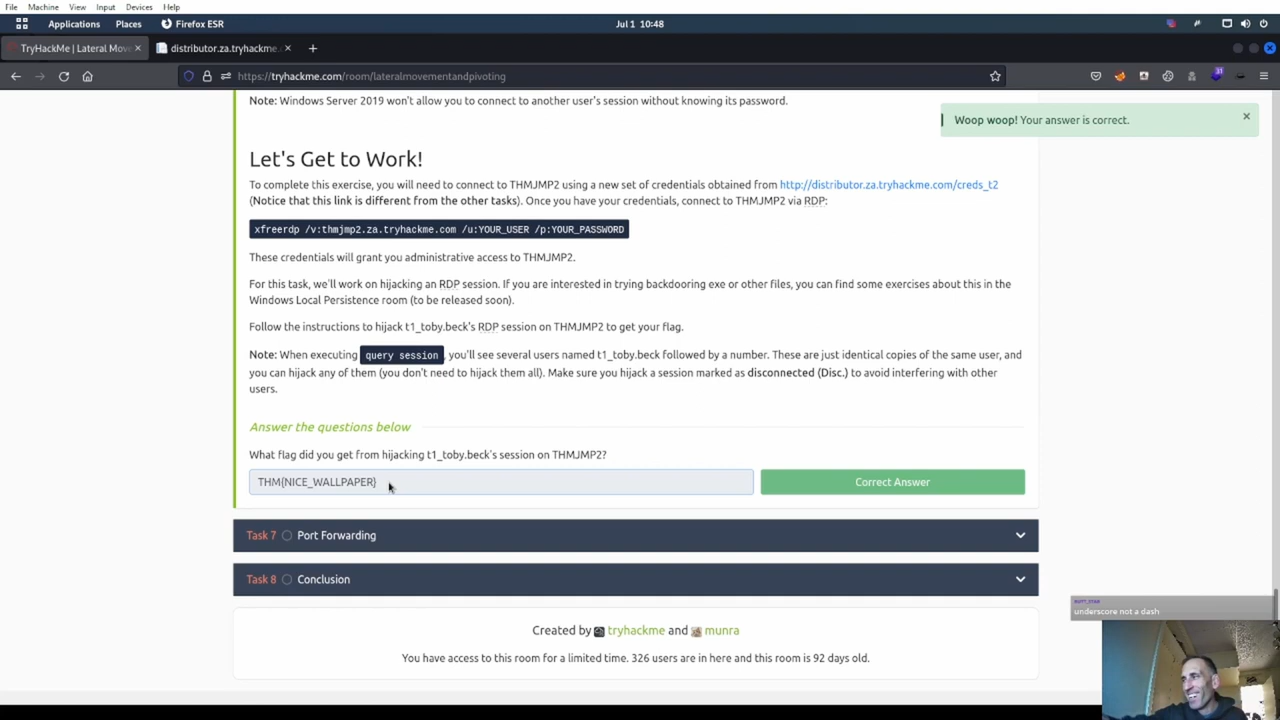 File Machine View Input Devices Help
Applications Places Firefox ESR Jul 1 10:48
TryHackMe | Lateral Mov distributor.za.tryhackme.
https://tryhackme.com/room/lateralmovementandpivoting
21
Note: Windows Server 2019 won't allow you to connect to another user's session without knowing its password.
Woop woop! Your answer is correct.
Let's Get to Work!
To complete this exercise, you will need to connect to THMJMP2 using a new set of credentials obtained from http://distributor.za.tryhackme.com/creds_t2
(Notice that this link is different from the other tasks). Once you have your credentials, connect to THMJMP2 via RDP:
xfreerdp /v:thmjmp2.za.tryhackme.com /u:YOUR_USER /p:YOUR_PASSWORD
These credentials will grant you administrative access to THMJMP2.
For this task, we'll work on hijacking an RDP session. If you are interested in trying backdooring exe or other files, you can find some exercises about this in the
Windows Local Persistence room (to be released soon).
Follow the instructions to hijack t1_toby.beck's RDP session on THMJMP2 to get your flag.
Note: When executing query session, you'll see several users named t1_toby.beck followed by a number. These are just identical copies of the same user, and
you can hijack any of them (you don't need to hijack them all). Make sure you hijack a session marked as disconnected (Disc.) to avoid interfering with other
users.
Answer the questions below
What flag did you get from hijacking t1_toby.beck's session on THMJMP2?
THM{NICE_WALLPAPER} Correct Answer
Task 7 Port Forwarding
Task 8 Conclusion
underscore not a dash
Created by tryhackme and munra
You have access to this room for a limited time. 326 users are in here and this room is 92 days old.